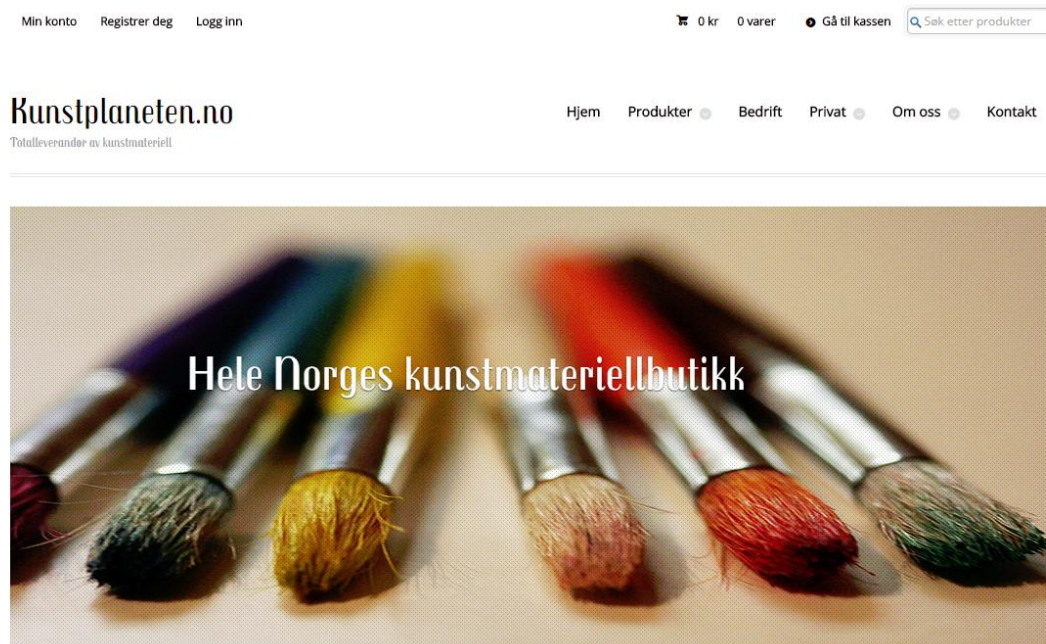 Min konto Registrer deg Logg inn 0 kr 0 varer Gå til kassen Søk etter produkter
Kunstplaneten.no
Totalleverandør av kunstmateriell
Hjem Produkter Bedrift Privat Om oss Kontakt
Hele Norges kunstmateriellbutikk